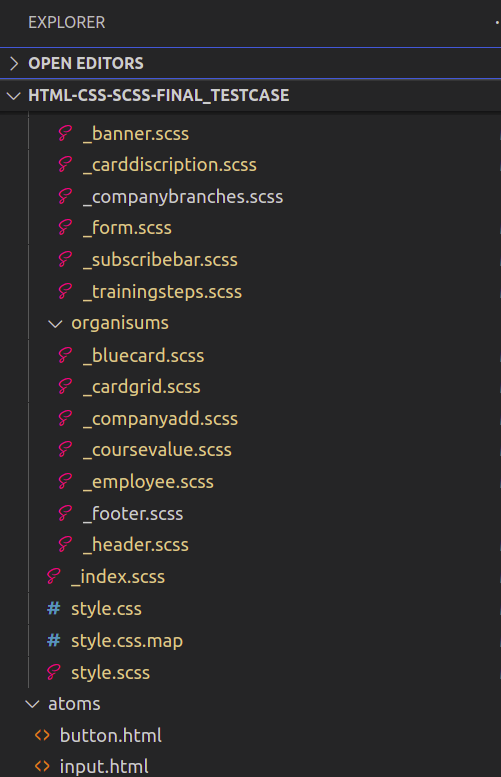 EXPLORER
OPEN EDITORS
HTML-CSS-SCSS-FINAL_TESTCASE
_banner.scss
_carddiscription.scss
_companybranches.scss
_form.scss
_subscribebar.scss
_trainingsteps.scss
organisums
_bluecard.scss
_cardgrid.scss
_companyadd.scss
_coursevalue.scss
_employee.scss
_footer.scss
_header.scss
_index.scss
style.css
style.css.map
style.scss
atoms
button.html
input.html